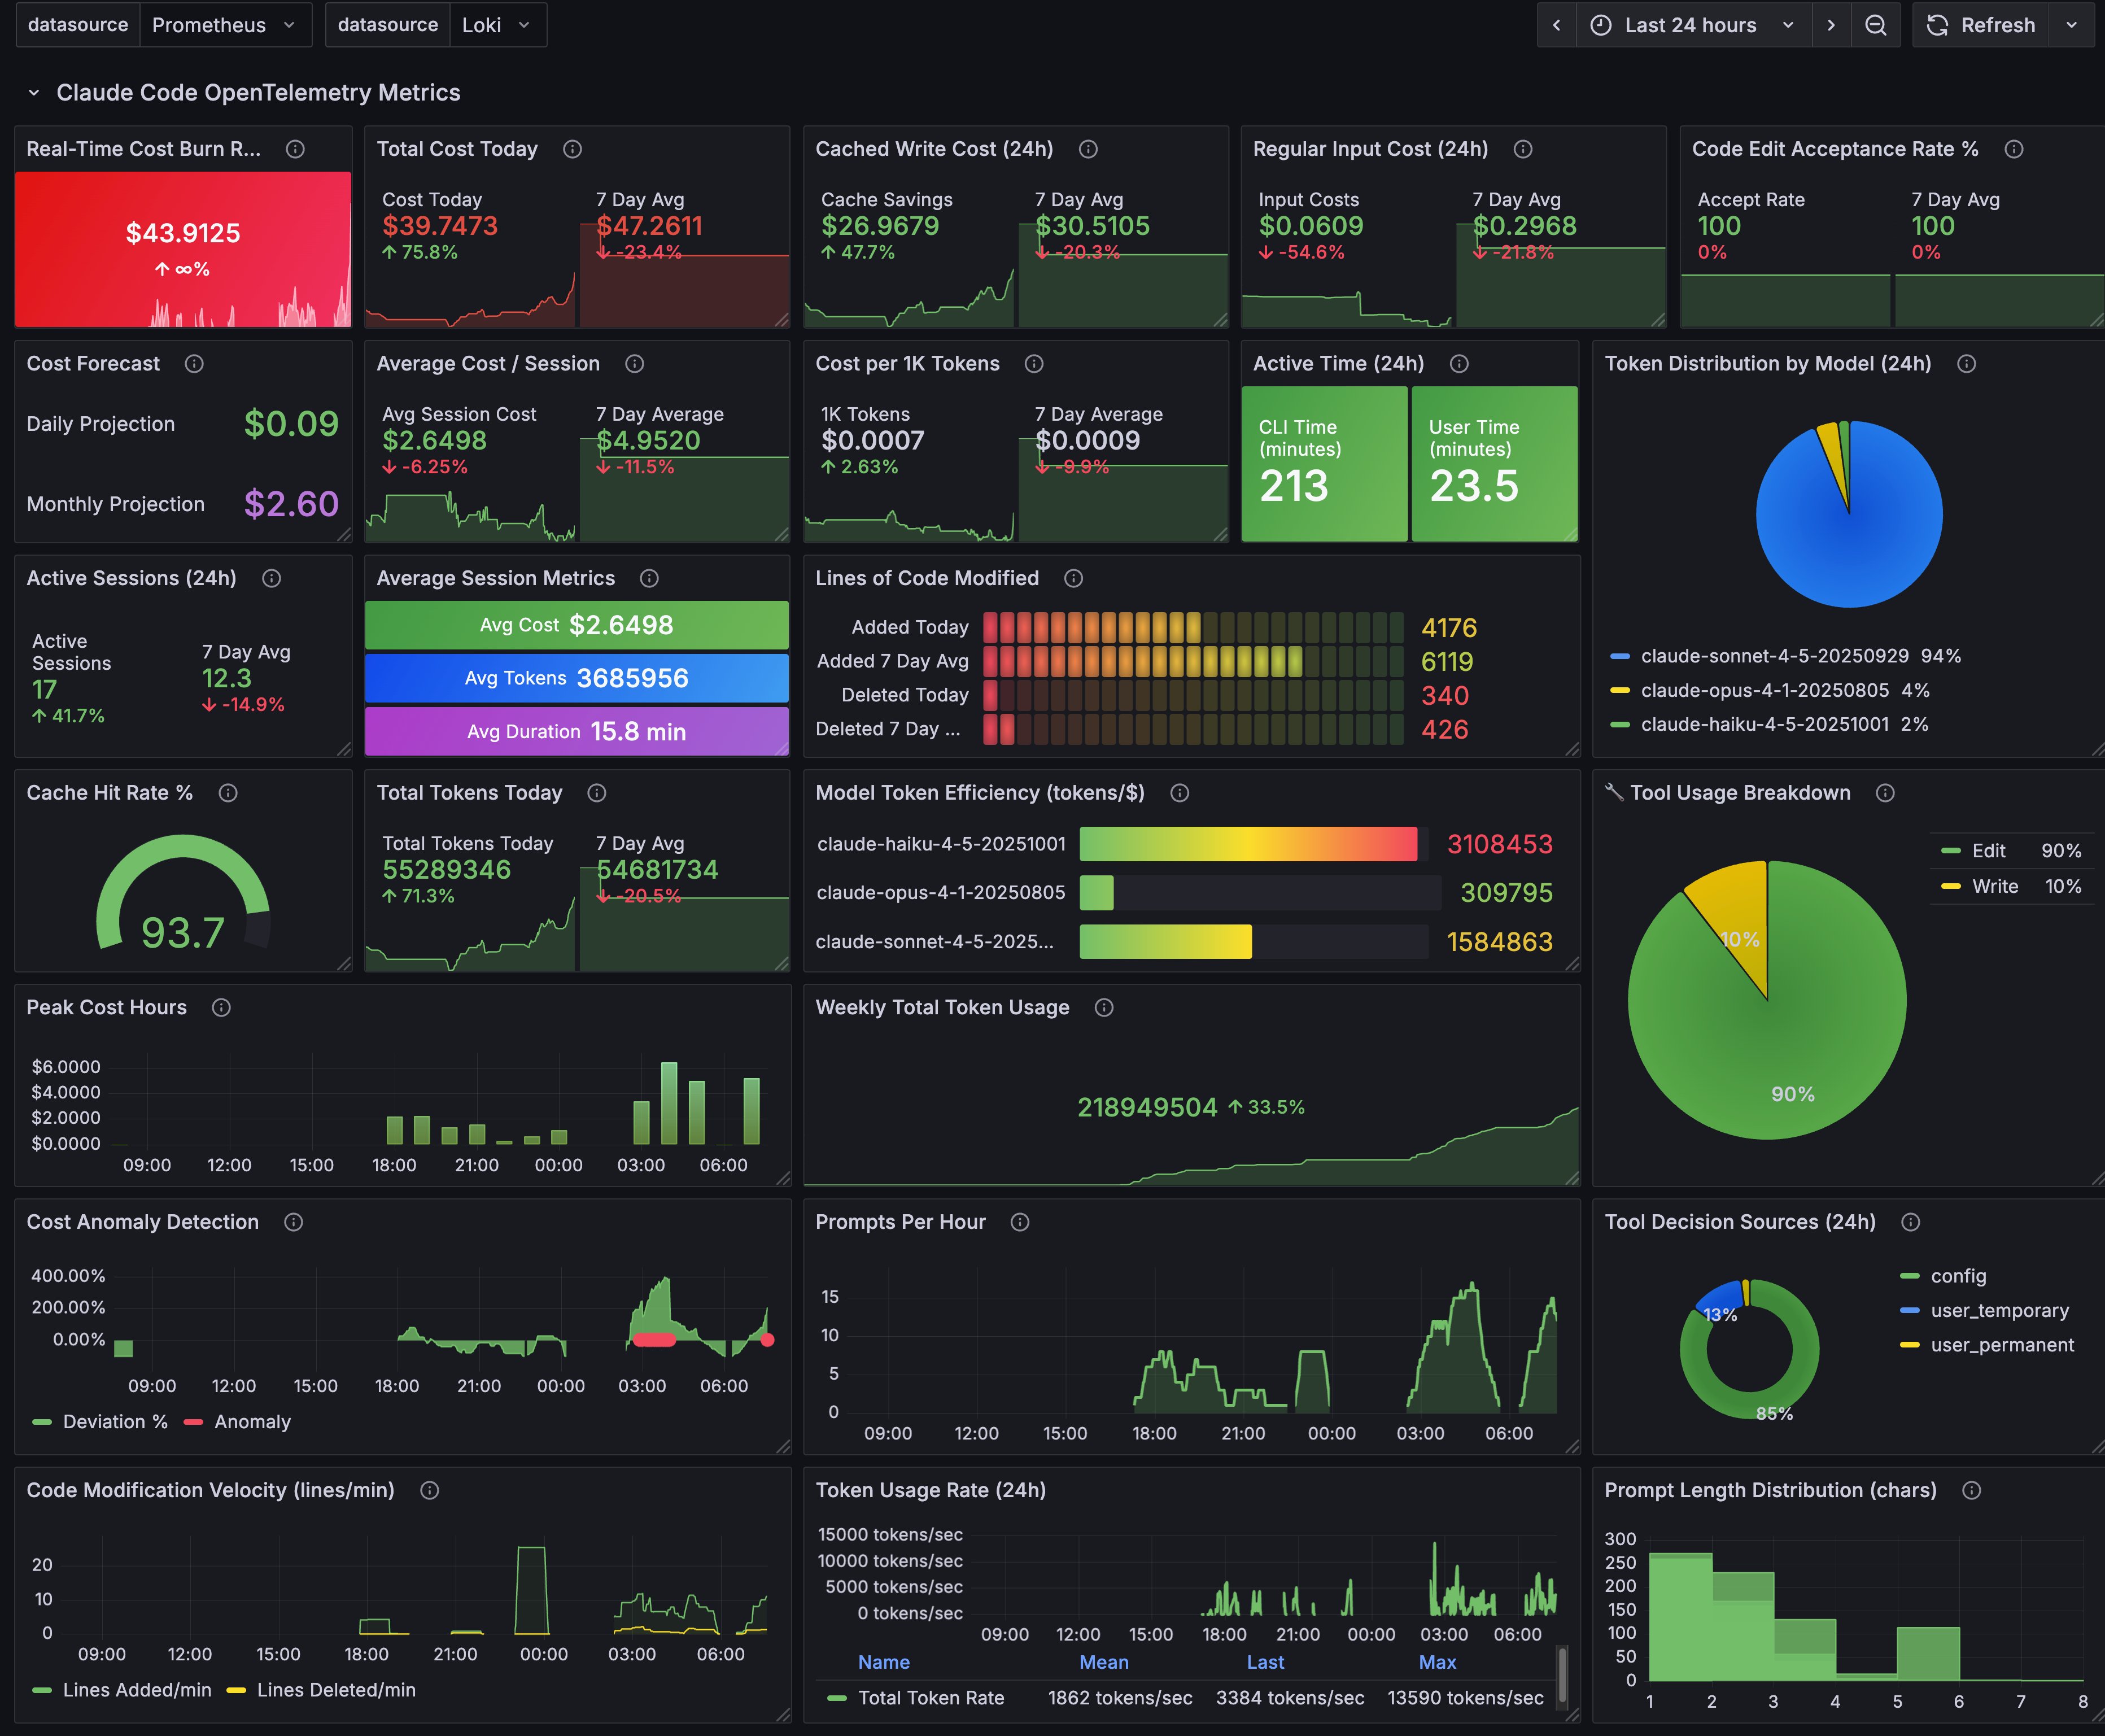 datasource Prometheus datasource Loki Last 24 hours Refresh
Claude Code OpenTelemetry Metrics
Real-Time Cost Burn R...
$43.9125
↑ ∞%
Total Cost Today
Cost Today 7 Day Avg
$39.7473 $47.2611
↑ 75.8% ↓ -23.4%
Cached Write Cost (24h)
Cache Savings 7 Day Avg
$26.9679 $30.5105
↑ 47.7% ↓ -20.3%
Regular Input Cost (24h)
Input Costs 7 Day Avg
$0.0609 $0.2968
↓ -54.6% ↓ -21.8%
Code Edit Acceptance Rate %
Accept Rate 7 Day Avg
100 100
0% 0%
Cost Forecast
Daily Projection $0.09
Monthly Projection $2.60
Average Cost / Session
Avg Session Cost 7 Day Average
$2.6498 $4.9520
↓ -6.25% ↓ -11.5%
Cost per 1K Tokens
1K Tokens 7 Day Average
$0.0007 $0.0009
↑ 2.63% ↓ -9.9%
Active Time (24h)
CLI Time
(minutes)
213
User Time
(minutes)
23.5
Token Distribution by Model (24h)
claude-sonnet-4-5-20250929 94%
claude-opus-4-1-20250805 4%
claude-haiku-4-5-20251001 2%
Active Sessions (24h)
Active
Sessions
17
↑ 41.7%
7 Day Avg
12.3
↓ -14.9%
Average Session Metrics
Avg Cost $2.6498
Avg Tokens 3685956
Avg Duration 15.8 min
Lines of Code Modified
Added Today 4176
Added 7 Day Avg 6119
Deleted Today 340
Deleted 7 Day ... 426
Cache Hit Rate %
93.7
Total Tokens Today
Total Tokens Today 7 Day Avg
55289346 54681734
↑ 71.3% ↓ -20.5%
Model Token Efficiency (tokens/$)
claude-haiku-4-5-20251001 3108453
claude-opus-4-1-20250805 309795
claude-sonnet-4-5-2025... 1584863
Tool Usage Breakdown
Edit 90%
Write 10%
10%
90%
Peak Cost Hours
$6.0000
$4.0000
$2.0000
$0.0000
09:00 12:00 15:00 18:00 21:00 00:00 03:00 06:00
Weekly Total Token Usage
218949504 ↑ 33.5%
Cost Anomaly Detection
400.00%
200.00%
0.00%
09:00 12:00 15:00 18:00 21:00 00:00 03:00 06:00
Deviation % Anomaly
Prompts Per Hour
15
10
5
0
09:00 12:00 15:00 18:00 21:00 00:00 03:00 06:00
Tool Decision Sources (24h)
config
user_temporary
user_permanent
13%
85%
Code Modification Velocity (lines/min)
20
10
0
09:00 12:00 15:00 18:00 21:00 00:00 03:00 06:00
Lines Added/min Lines Deleted/min
Token Usage Rate (24h)
15000 tokens/sec
10000 tokens/sec
5000 tokens/sec
0 tokens/sec
09:00 12:00 15:00 18:00 21:00 00:00 03:00 06:00
Name Mean Last Max
Total Token Rate 1862 tokens/sec 3384 tokens/sec 13590 tokens/sec
Prompt Length Distribution (chars)
300
250
200
150
100
50
0
1 2 3 4 5 6 7 8